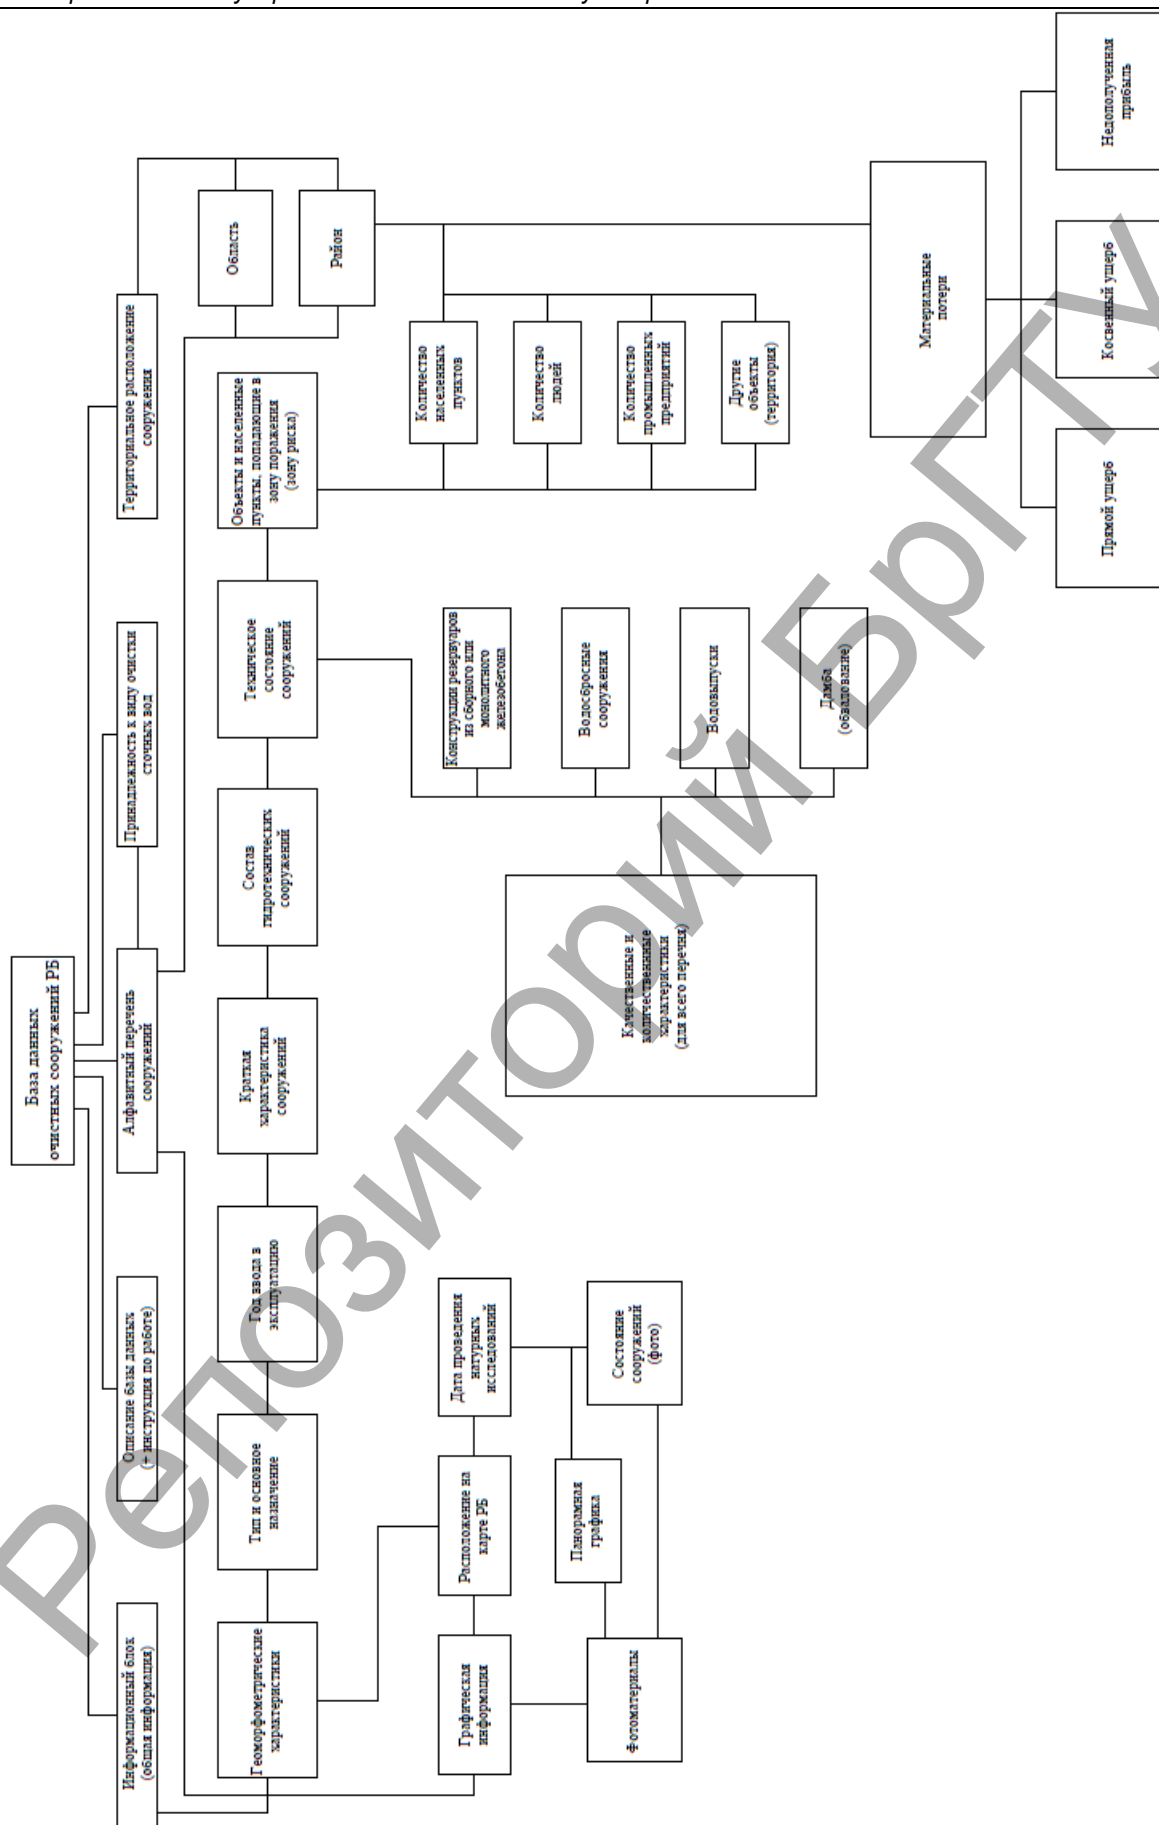 База данных
очистных сооружений РБ
Информационный блок
(общая информация)
Описание базы данных
(+ инструкция по работе)
Алфавитный перечень
сооружений
Принадлежность к виду очистки
сточных вод
Территориальное расположение
сооружения
Область
Район
Геоморфометрические
характеристики
Тип и основное
назначение
Год ввода в
эксплуатацию
Краткая
характеристика
сооружений
Состав
гидротехнических
сооружений
Техническое
состояние
сооружений
Объекты и населенные
пункты, попадающие в
зону поражения
(зону риска)
Графическая
информация
Расположение на
карте РБ
Дата проведения
натурных
исследований
Фотоматериалы
Панорамная
графика
Состояние
сооружений
(фото)
Качественные и
количественнные
характеристики
(для всего перечня)
Конструкции резервуаров
из сборного или
монолитного
железобетона
Водосбросные
сооружения
Водовыпуски
Дамба
(обвалование)
Количество
населенных
пунктов
Количество
людей
Количество
промышленных
предприятий
Другие
объекты
(территория)
Материальные
потери
Прямой ущерб
Косвенный ущерб
Недополученная
прибыль
Репозиторий БрГТУ